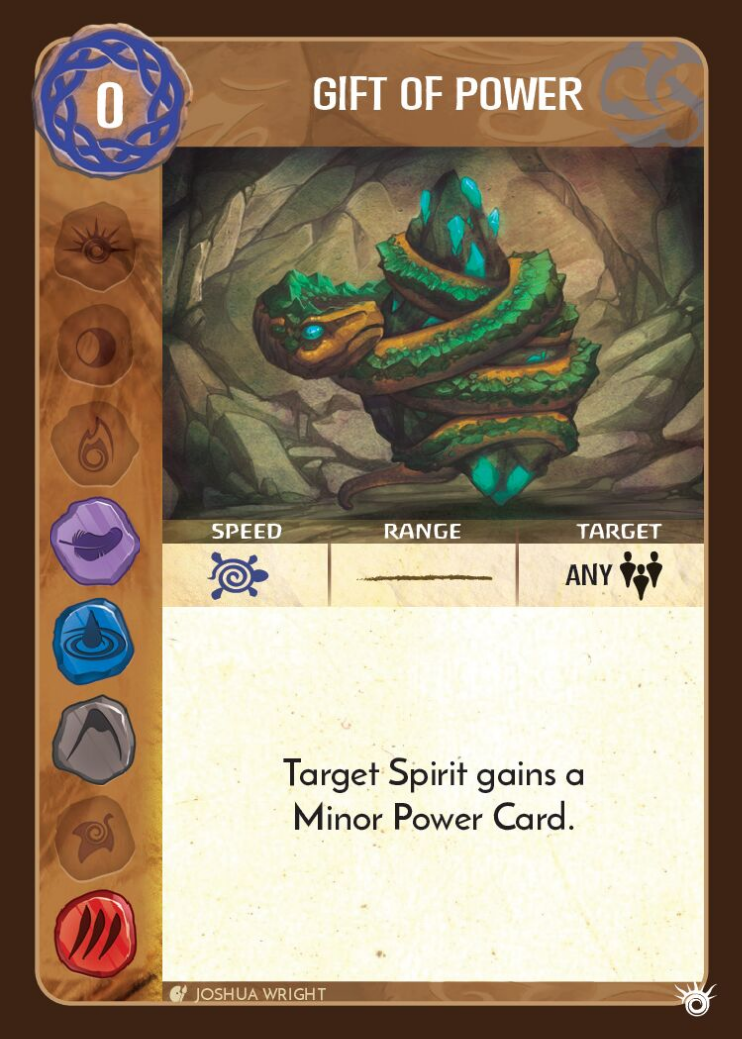 0
GIFT OF POWER
SPEED RANGE TARGET
ANY
Target Spirit gains a
Minor Power Card.
JOSHUA WRIGHT